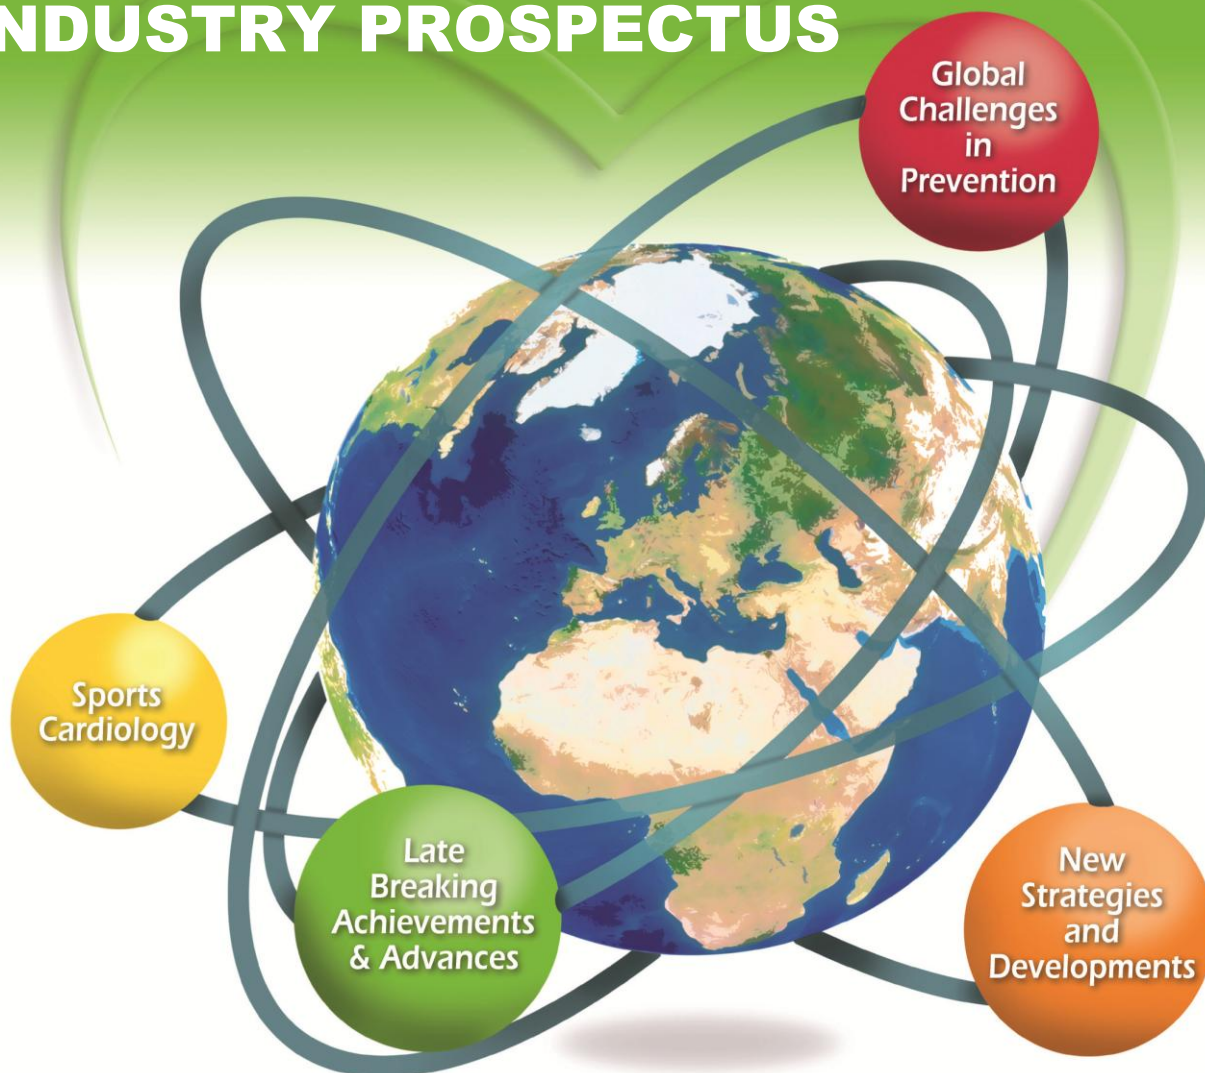 NDUSTRY PROSPECTUS
Global
Challenges
in
Prevention
Sports
Cardiology
Late
Breaking
Achievements
& Advances
New
Strategies
and
Developments